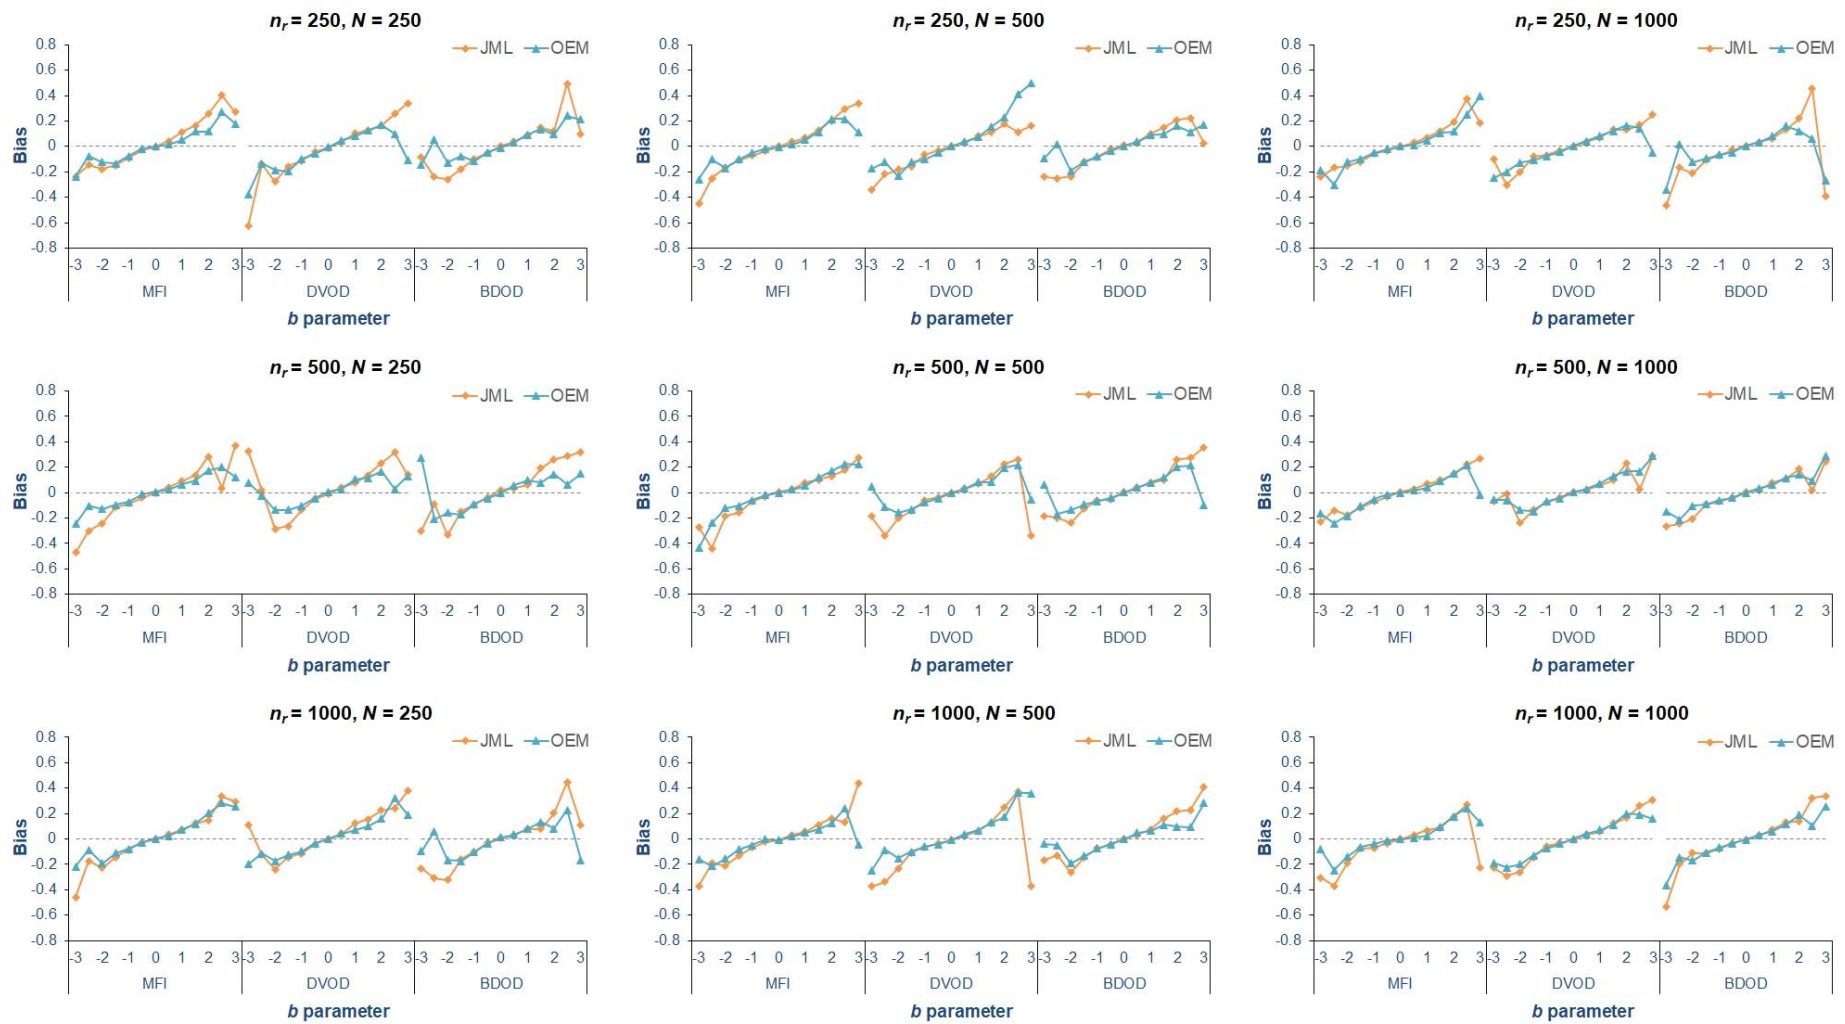 n_r = 250, N = 250
JML OEM
0.8
0.6
0.4
0.2
0
-0.2
-0.4
-0.6
-0.8
Bias
-3 -2 -1 0 1 2 3 -3 -2 -1 0 1 2 3 -3 -2 -1 0 1 2 3
MFI DVOD BDOD
b parameter
n_r = 250, N = 500
JML OEM
0.8
0.6
0.4
0.2
0
-0.2
-0.4
-0.6
-0.8
Bias
-3 -2 -1 0 1 2 3 -3 -2 -1 0 1 2 3 -3 -2 -1 0 1 2 3
MFI DVOD BDOD
b parameter
n_r = 250, N = 1000
JML OEM
0.8
0.6
0.4
0.2
0
-0.2
-0.4
-0.6
-0.8
Bias
-3 -2 -1 0 1 2 3 -3 -2 -1 0 1 2 3 -3 -2 -1 0 1 2 3
MFI DVOD BDOD
b parameter
n_r = 500, N = 250
JML OEM
0.8
0.6
0.4
0.2
0
-0.2
-0.4
-0.6
-0.8
Bias
-3 -2 -1 0 1 2 3 -3 -2 -1 0 1 2 3 -3 -2 -1 0 1 2 3
MFI DVOD BDOD
b parameter
n_r = 500, N = 500
JML OEM
0.8
0.6
0.4
0.2
0
-0.2
-0.4
-0.6
-0.8
Bias
-3 -2 -1 0 1 2 3 -3 -2 -1 0 1 2 3 -3 -2 -1 0 1 2 3
MFI DVOD BDOD
b parameter
n_r = 500, N = 1000
JML OEM
0.8
0.6
0.4
0.2
0
-0.2
-0.4
-0.6
-0.8
Bias
-3 -2 -1 0 1 2 3 -3 -2 -1 0 1 2 3 -3 -2 -1 0 1 2 3
MFI DVOD BDOD
b parameter
n_r = 1000, N = 250
JML OEM
0.8
0.6
0.4
0.2
0
-0.2
-0.4
-0.6
-0.8
Bias
-3 -2 -1 0 1 2 3 -3 -2 -1 0 1 2 3 -3 -2 -1 0 1 2 3
MFI DVOD BDOD
b parameter
n_r = 1000, N = 500
JML OEM
0.8
0.6
0.4
0.2
0
-0.2
-0.4
-0.6
-0.8
Bias
-3 -2 -1 0 1 2 3 -3 -2 -1 0 1 2 3 -3 -2 -1 0 1 2 3
MFI DVOD BDOD
b parameter
n_r = 1000, N = 1000
JML OEM
0.8
0.6
0.4
0.2
0
-0.2
-0.4
-0.6
-0.8
Bias
-3 -2 -1 0 1 2 3 -3 -2 -1 0 1 2 3 -3 -2 -1 0 1 2 3
MFI DVOD BDOD
b parameter